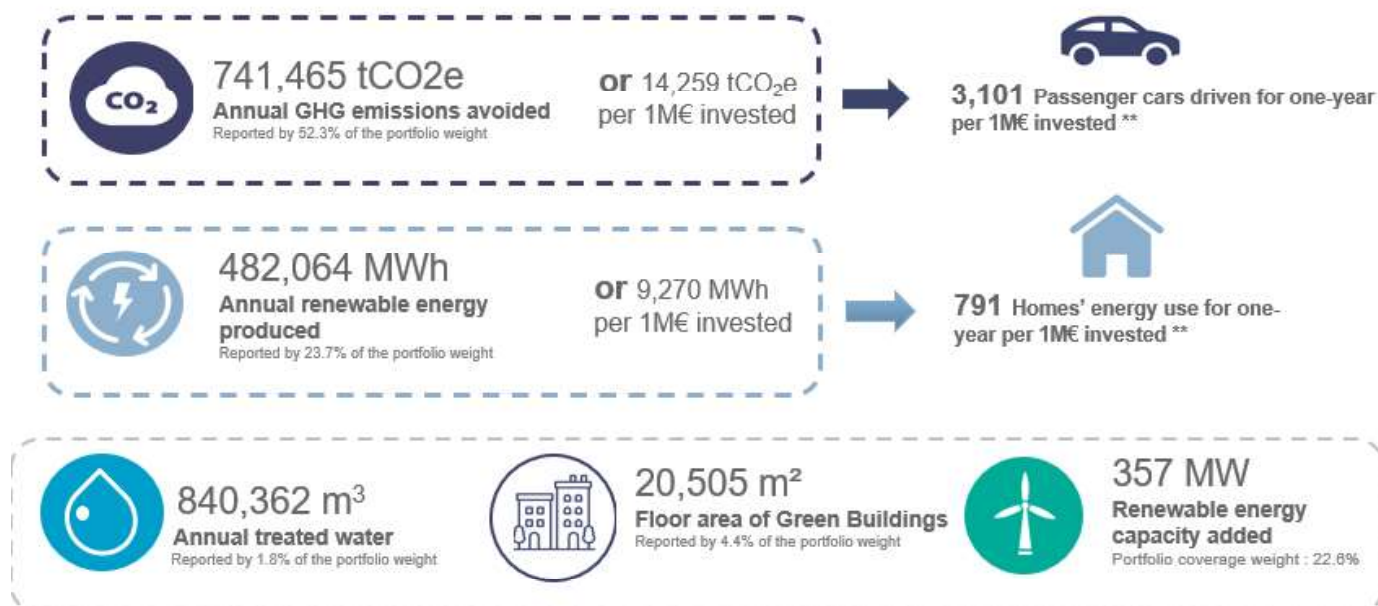 CO₂
741,465 tCO2e
Annual GHG emissions avoided
Reported by 52.3% of the portfolio weight
or 14,259 tCO₂e
per 1M€ invested
3,101 Passenger cars driven for one-year
per 1M€ invested **
482,064 MWh
Annual renewable energy
produced
Reported by 23.7% of the portfolio weight
or 9,270 MWh
per 1M€ invested
791 Homes’ energy use for one-
year per 1M€ invested **
840,362 m³
Annual treated water
Reported by 1.8% of the portfolio weight
20,505 m²
Floor area of Green Buildings
Reported by 4.4% of the portfolio weight
357 MW
Renewable energy
capacity added
Portfolio coverage weight : 22.6%